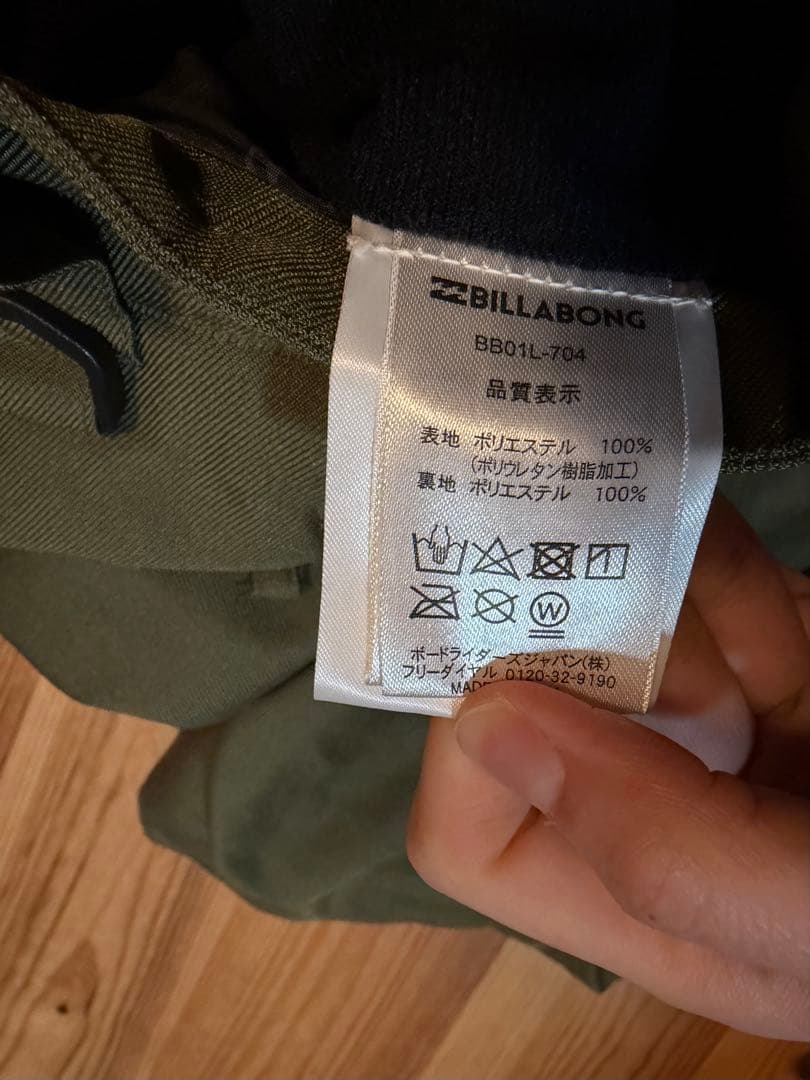 BILLABONG
BB01L-704
品質表示
表地 ポリエステル 100%
(ポリウレタン樹脂加工)
裏地 ポリエステル 100%
W
ボードライダーズジャパン(株)
フリーダイヤル 0120-32-9190
MADE